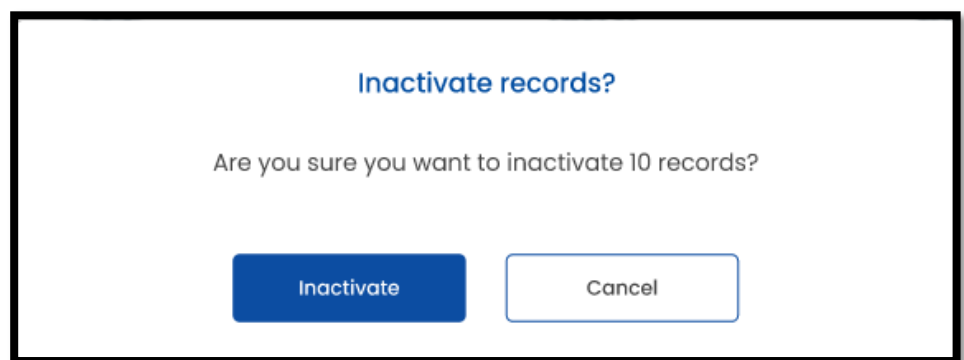 Inactivate records?
Are you sure you want to inactivate 10 records?
Inactivate
Cancel